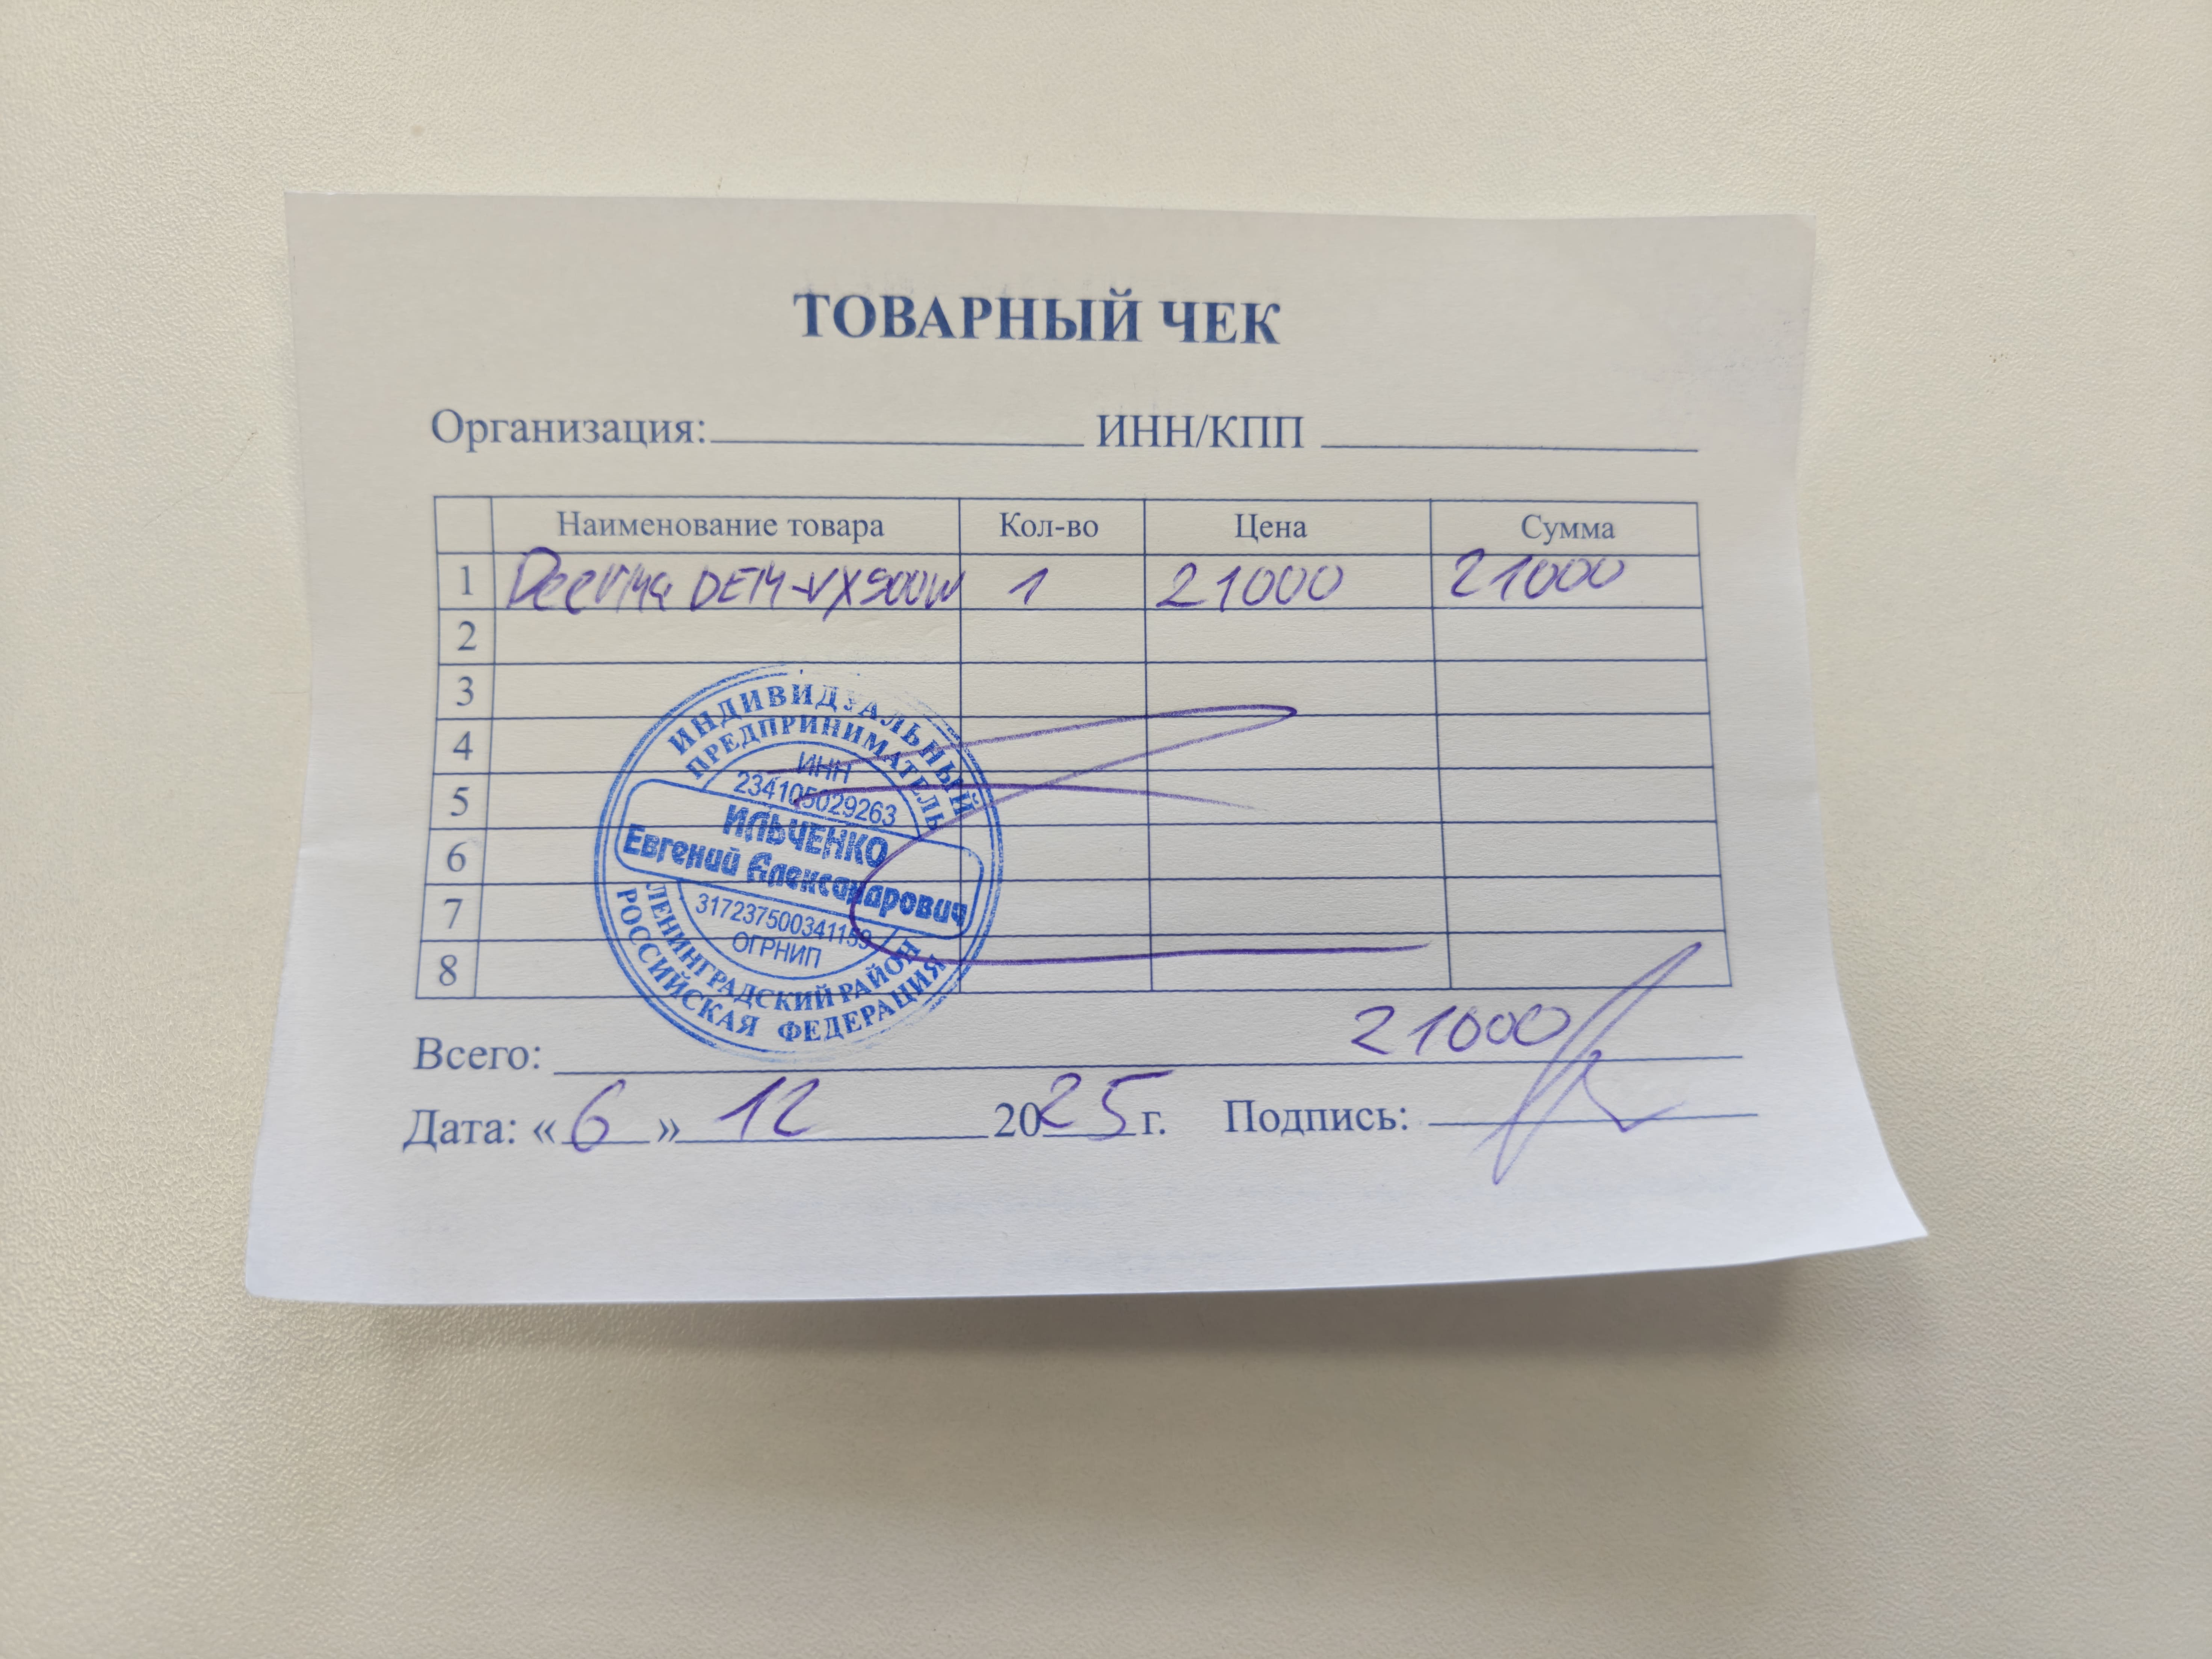 ТОВАРНЫЙ ЧЕК
Организация: ИНН/КПП
Наименование товара Кол-во Цена Сумма
1 Deerma DEM-VX900W 1 21000 21000
2
3
4
5
6
7
8
ИНДИВИДУАЛЬНЫЙ
ПРЕДПРИНИМАТЕЛЬ
ИНН
234105029263
ИЛЬЧЕНКО
Евгений Александрович
317237500341159
ОГРНИП
ЛЕНИНГРАДСКИЙ РАЙОН
РОССИЙСКАЯ ФЕДЕРАЦИЯ
Всего: 21000
Дата: «6» 12 2025 г. Подпись: